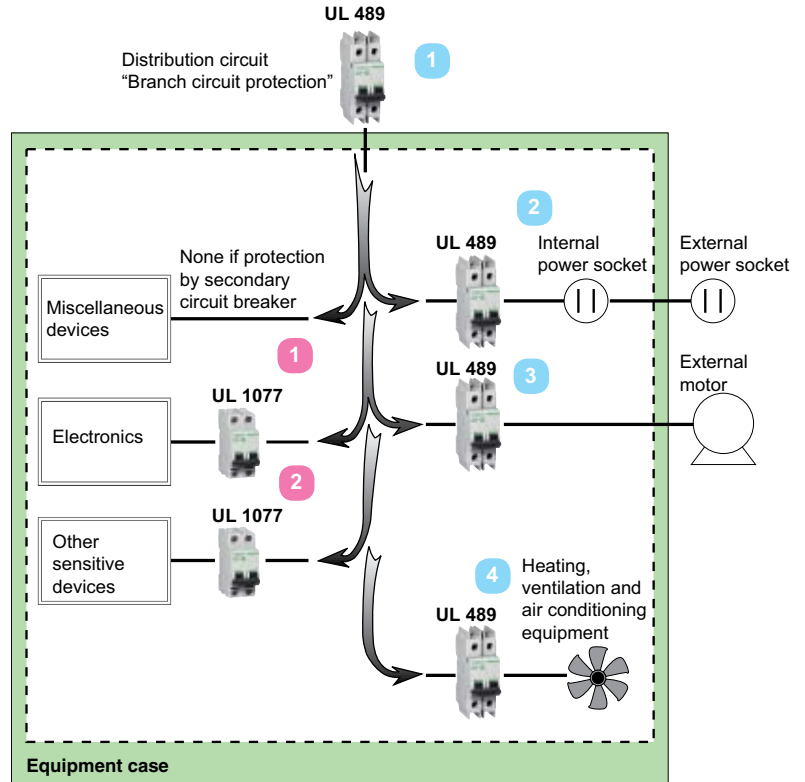 UL 489
Distribution circuit
“Branch circuit protection”
1
2
None if protection
by secondary
circuit breaker
UL 489
Internal
power socket
External
power socket
Miscellaneous
devices
1
UL 489
3
External
motor
UL 1077
Electronics
2
UL 1077
Other
sensitive
devices
4
Heating,
ventilation and
air conditioning
equipment
UL 489
Equipment case